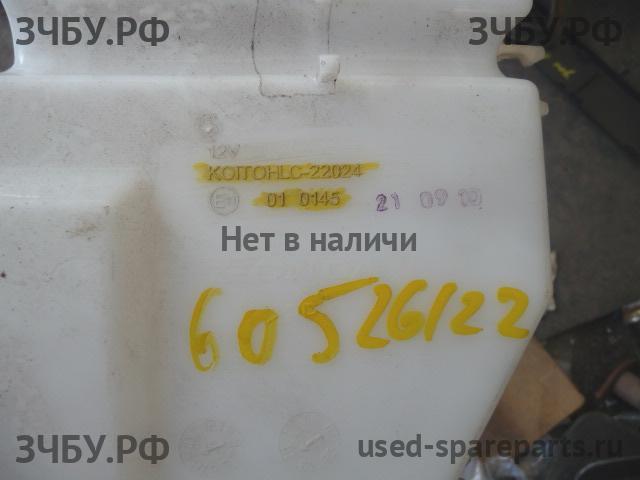 ЗЧБУ.РФ ЗЧБУ.РФ
12V
KOITOHLC-22024
01 0145 21 09 10
Нет в наличи
60526122
ЗЧБУ.РФ used-spareparts.ru